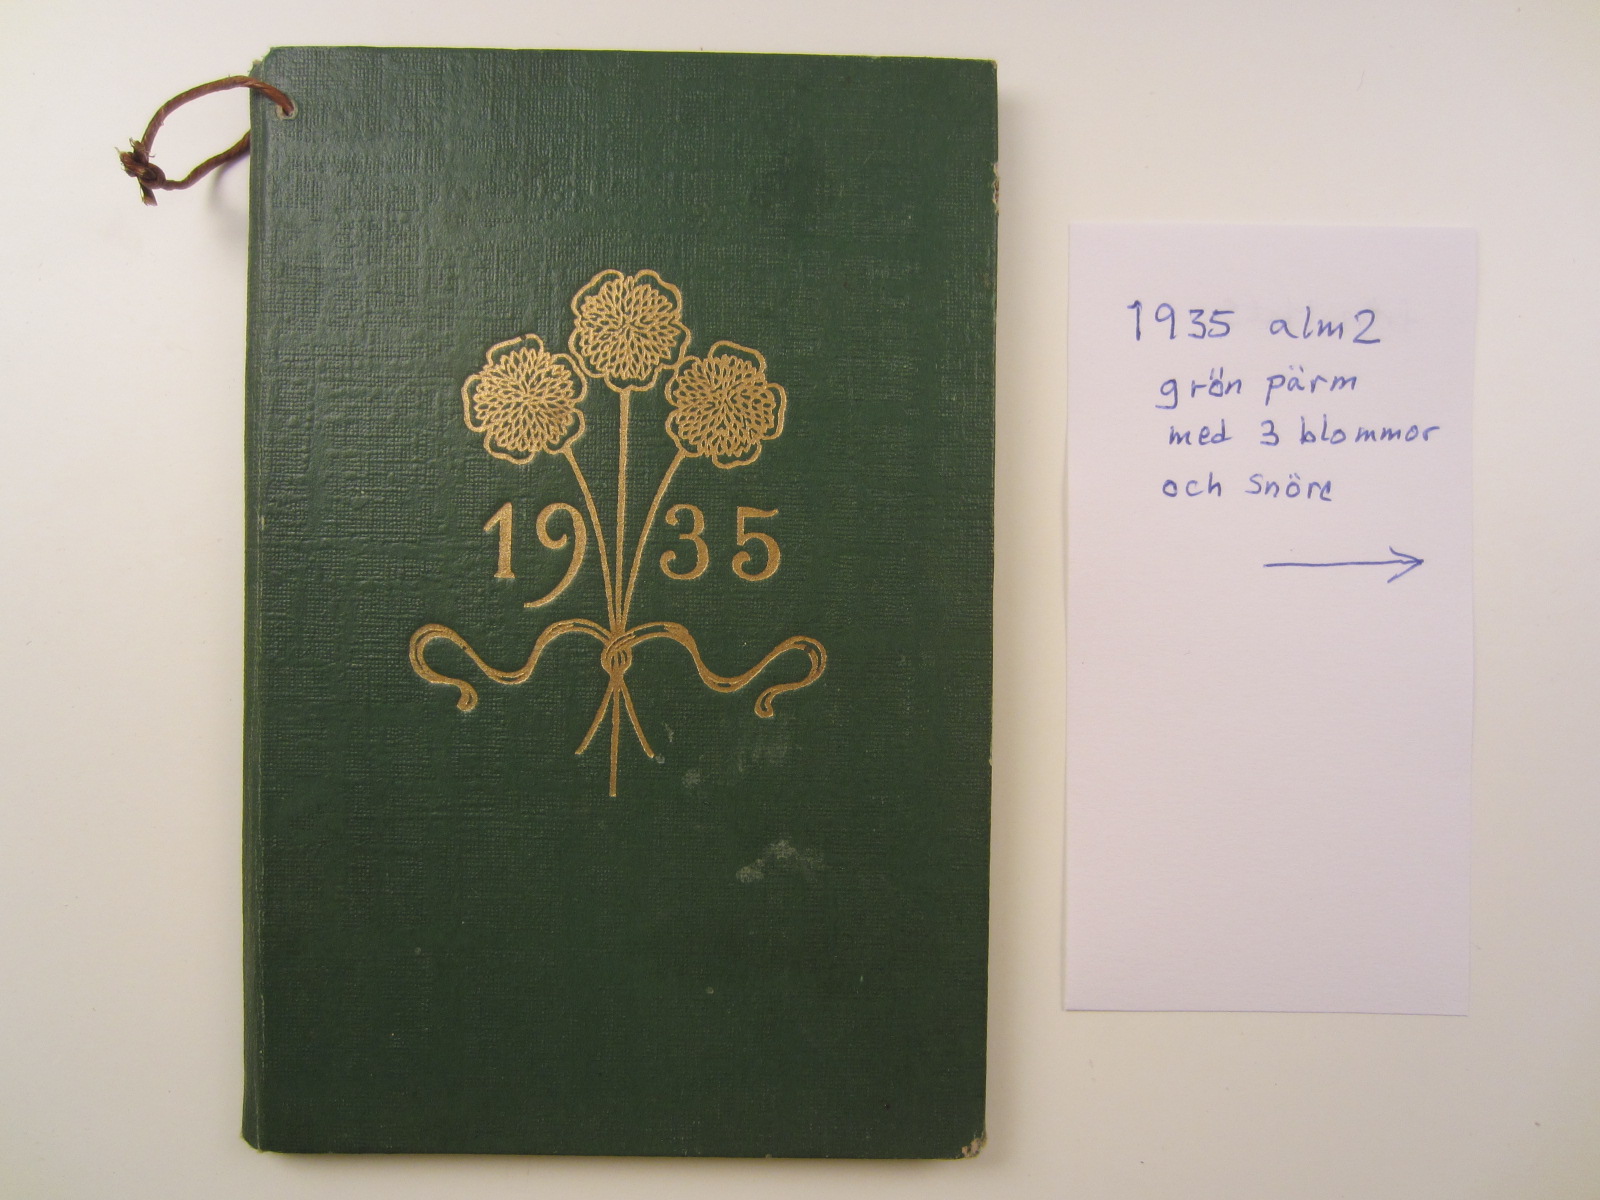 1935
1935 alm2
grön pärm
med 3 blommor
och snöre